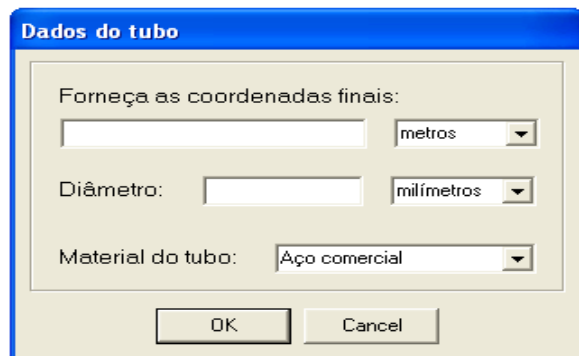 Dados do tubo
Forneça as coordenadas finais:
metros
Diâmetro: milímetros
Material do tubo: Aço comercial
OK Cancel